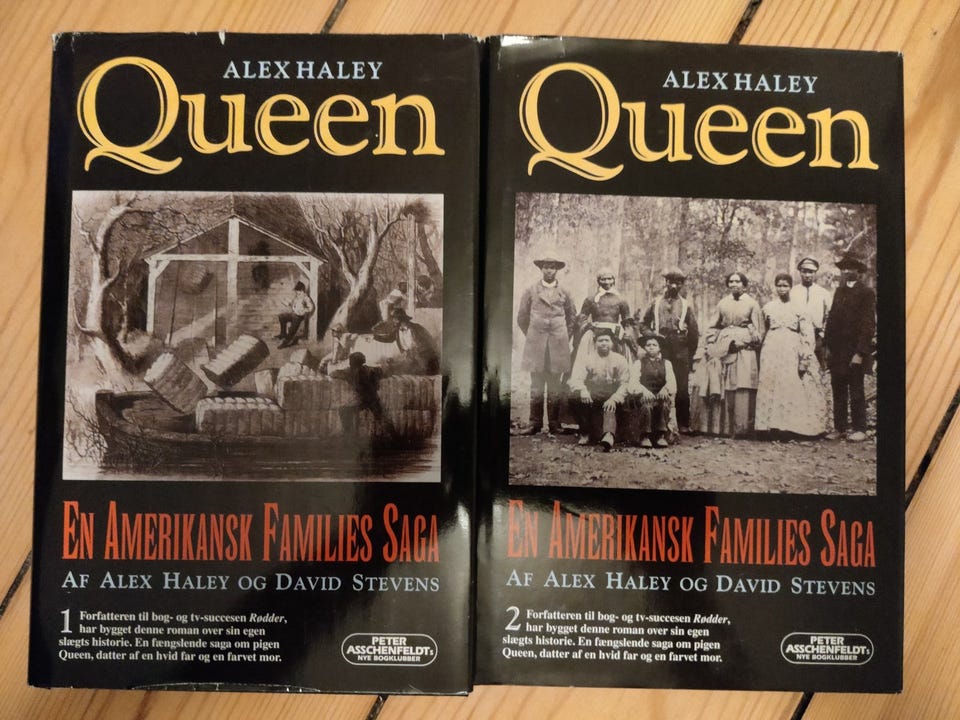 ALEX HALEY
Queen
EN AMERIKANSK FAMILIES SAGA
AF ALEX HALEY OG DAVID STEVENS
1 Forfatteren til bog- og tv-succesen Rødder,
har bygget denne roman over sin egen
slægts historie. En fængslende saga om pigen
Queen, datter af en hvid far og en farvet mor.
PETER
ASSCHENFELDTs
NYE BOGKLUBBER
ALEX HALEY
Queen
EN AMERIKANSK FAMILIES SAGA
AF ALEX HALEY OG DAVID STEVENS
2 Forfatteren til bog- og tv-succesen Rødder,
har bygget denne roman over sin egen
slægts historie. En fængslende saga om pigen
Queen, datter af en hvid far og en farvet mor.
PETER
ASSCHENFELDTs
NYE BOGKLUBBER